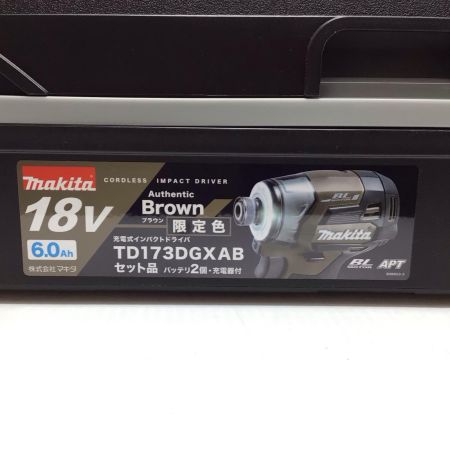 makita
CORDLESS IMPACT DRIVER
18V
6.0Ah
株式会社マキタ
Authentic
Brown
ブラウン
限定色
充電式インパクトドライバ
TD173DGXAB
セット品 バッテリ2個・充電器付
BL
makita
BL
APT